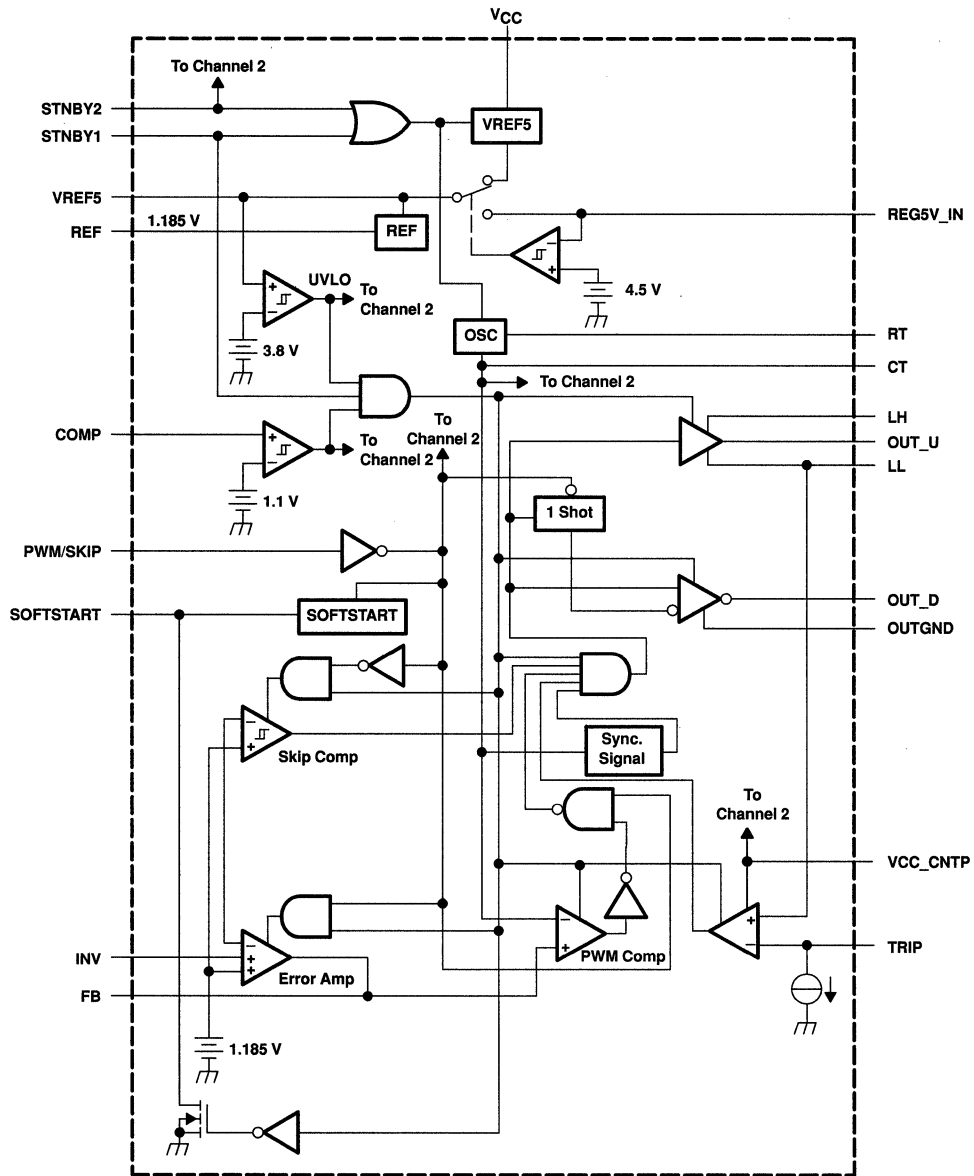 VCC
To Channel 2
STNBY2
STNBY1
VREF5
VREF5
1.185 V
REF
REF
REG5V_IN
UVLO
To
Channel 2
4.5 V
3.8 V
OSC
RT
CT
To Channel 2
COMP
To
Channel 2
To
Channel 2
LH
OUT_U
LL
1.1 V
1 Shot
PWM/SKIP
SOFTSTART
SOFTSTART
OUT_D
OUTGND
Skip Comp
Sync.
Signal
To
Channel 2
VCC_CNTP
PWM Comp
TRIP
INV
Error Amp
FB
1.185 V
+
−
+
−
−
+
−
+
−
+
+
−
+
+
−